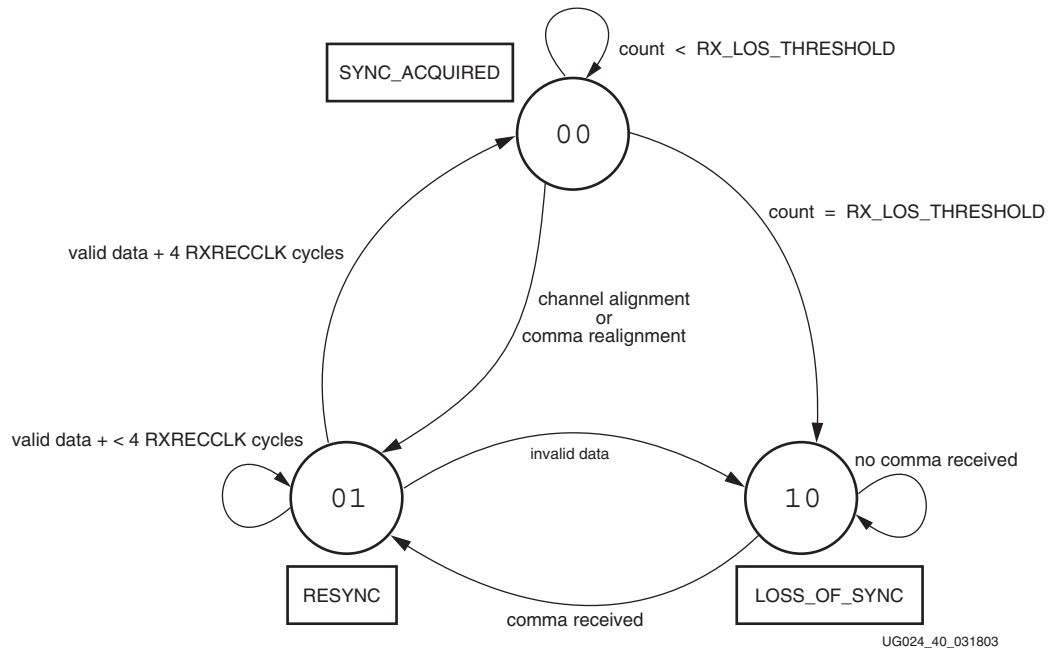 count < RX_LOS_THRESHOLD
SYNC_ACQUIRED
00
count = RX_LOS_THRESHOLD
valid data + 4 RXRECCLK cycles
channel alignment
or
comma realignment
valid data + < 4 RXRECCLK cycles
invalid data
no comma received
01
10
RESYNC
LOSS_OF_SYNC
comma received
UG024_40_031803